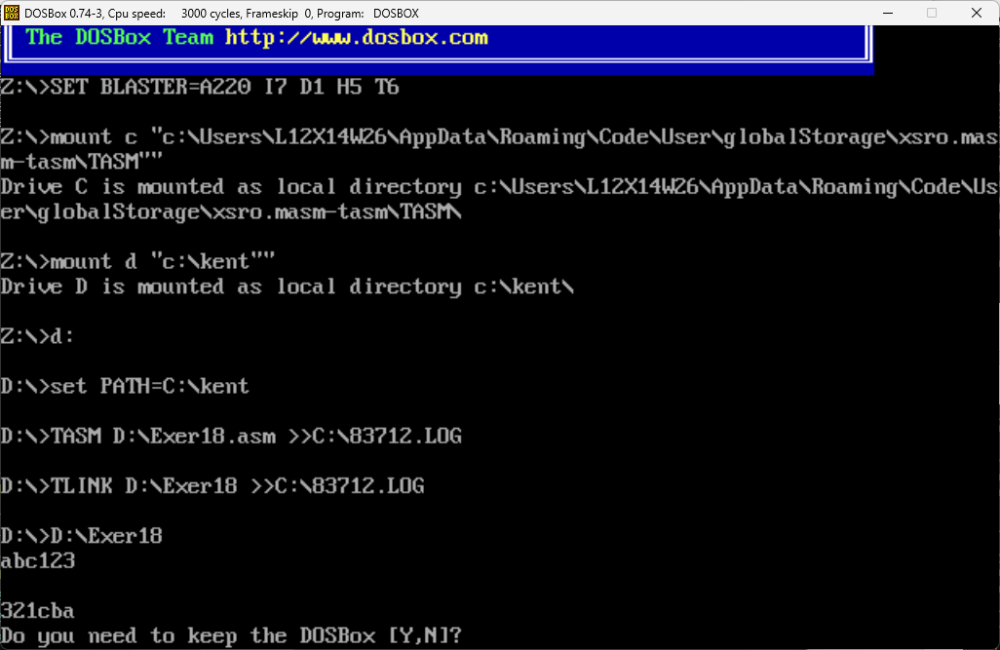 DOSBox 0.74-3, Cpu speed:    3000 cycles, Frameskip  0, Program:   DOSBOX
The DOSBox Team http://www.dosbox.com
Z:\>SET BLASTER=A220 I7 D1 H5 T6
Z:\>mount c "c:\Users\L12X14W26\AppData\Roaming\Code\User\globalStorage\xsro.mas
m-tasm\TASM""
Drive C is mounted as local directory c:\Users\L12X14W26\AppData\Roaming\Code\Us
er\globalStorage\xsro.masm-tasm\TASM\
Z:\>mount d "c:\kent""
Drive D is mounted as local directory c:\kent\
Z:\>d:
D:\>set PATH=C:\kent
D:\>TASM D:\Exer18.asm >>C:\83712.LOG
D:\>TLINK D:\Exer18 >>C:\83712.LOG
D:\>D:\Exer18
abc123
321cba
Do you need to keep the DOSBox [Y,N]?